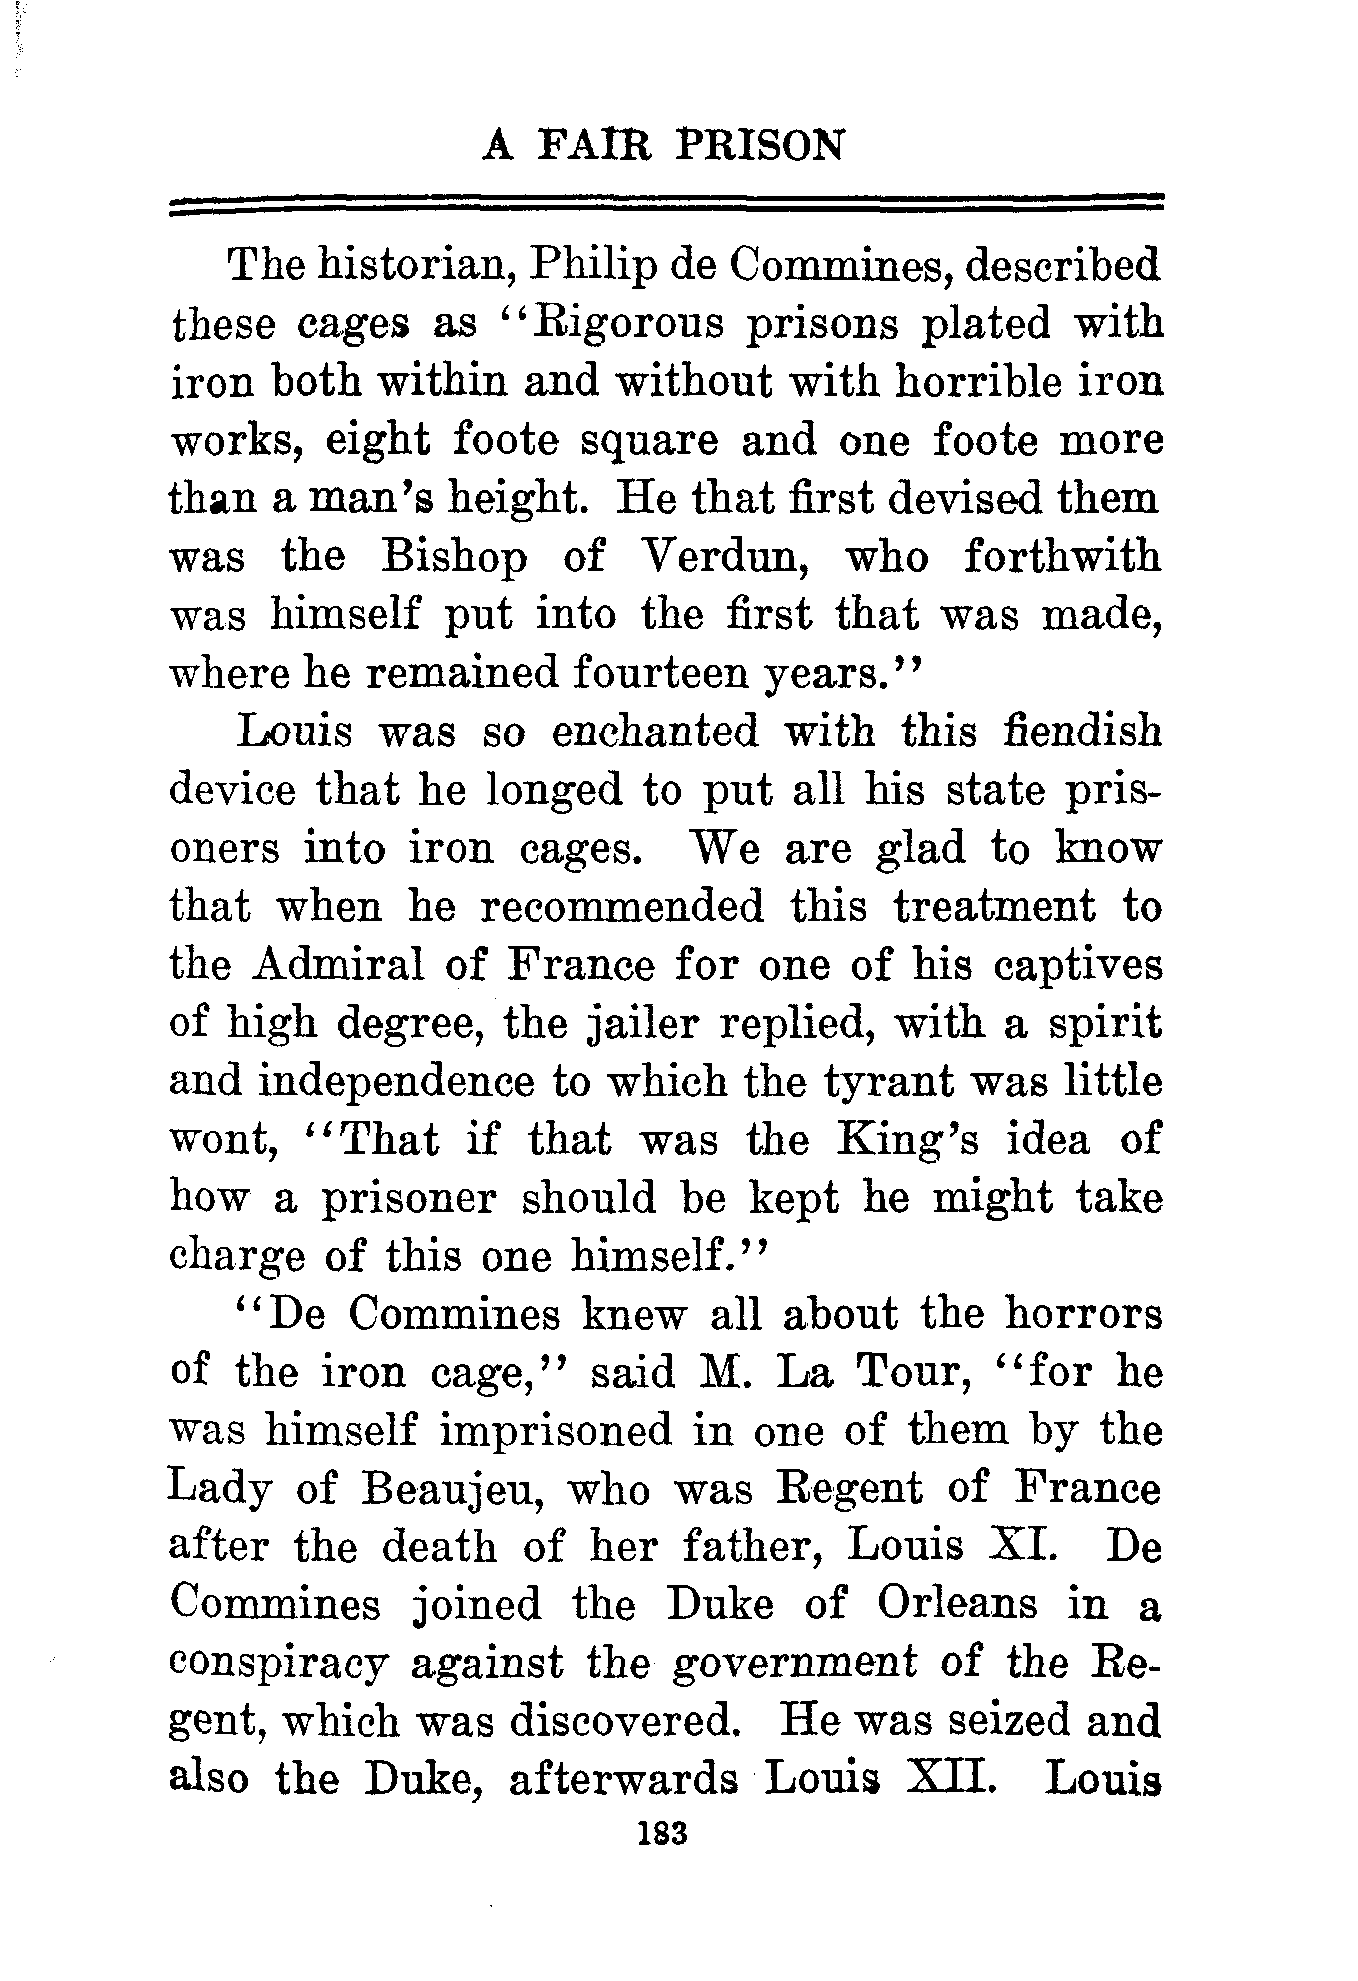 A FAIR PRISON
The historian, Philip de Commines, described
these cages as "Rigorous prisons plated with
iron both within and without with horrible iron
works, eight foote square and one foote more
than a man's height. He that first devised them
was the Bishop of Verdun, who forthwith
was himself put into the first that was made,
where he remained fourteen years."
Louis was so enchanted with this fiendish
device that he longed to put all his state pris-
oners into iron cages. We are glad to know
that when he recommended this treatment to
the Admiral of France for one of his captives
of high degree, the jailer replied, with a spirit
and independence to which the tyrant was little
wont, "That if that was the King's idea of
how a prisoner should be kept he might take
charge of this one himself."
"De Commines knew all about the horrors
of the iron cage," said M. La Tour, "for he
was himself imprisoned in one of them by the
Lady of Beaujeu, who was Regent of France
after the death of her father, Louis XI. De
Commines joined the Duke of Orleans in a
conspiracy against the government of the Re-
gent, which was discovered. He was seized and
also the Duke, afterwards Louis XII. Louis
183